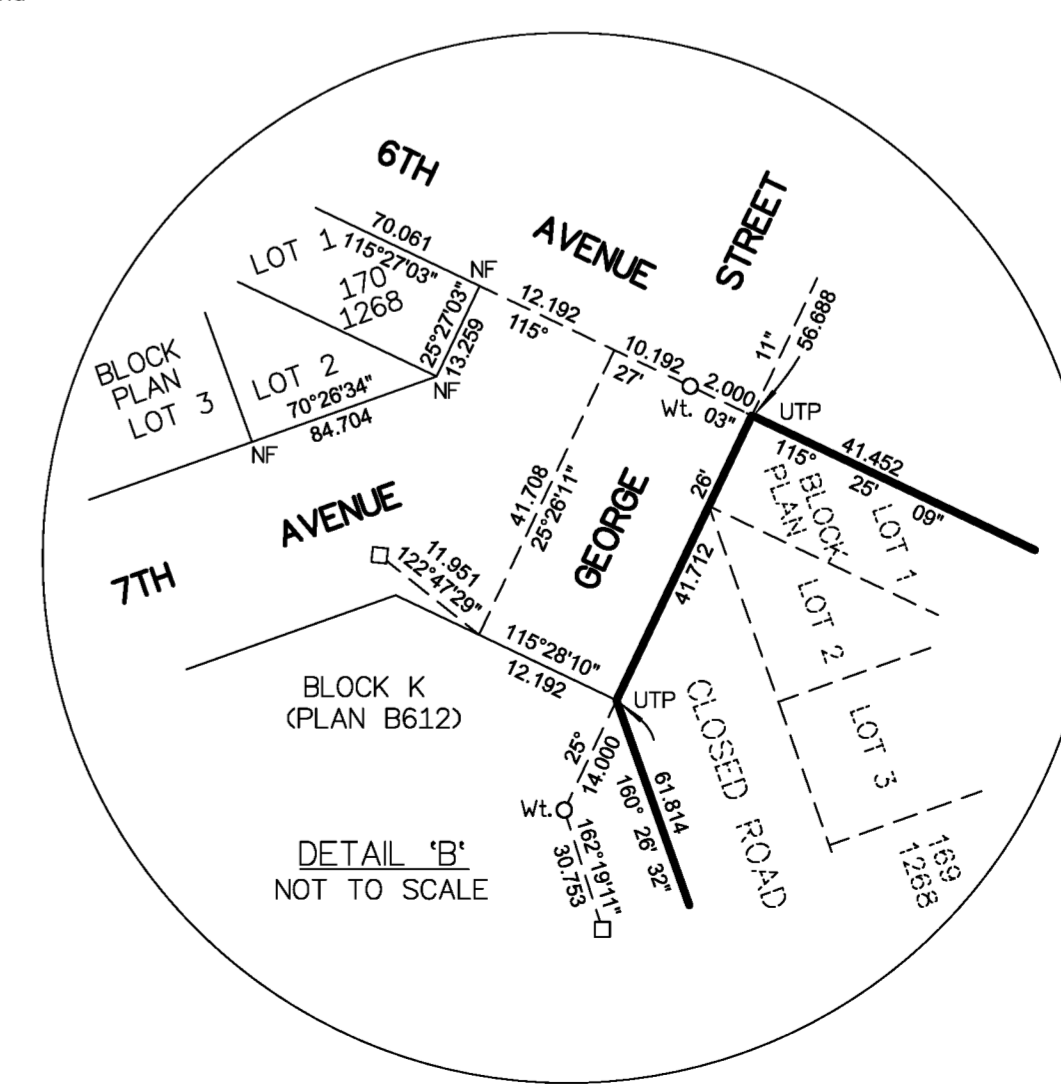 6TH
AVENUE
STREET
70.061
115°27'03"
LOT 1
170
1268
NF
12.192
115°
10.192
27'
2.000
03"
Wt.
UTP
11"
56.688
25°27'03"
13.259
NF
BLOCK
PLAN
LOT 3
LOT 2
70°26'34"
84.704
NF
41.708
25°26'11"
GEORGE
26'
41.712
115°
41.452
25'
09"
BLOCK
PLAN
LOT 1
LOT 2
LOT 3
169
1268
7TH
AVENUE
11.951
122°47'29"
115°28'10"
12.192
UTP
BLOCK K
(PLAN B612)
CLOSED ROAD
25°
14.000
Wt.
61.814
160° 26' 32"
162°19'11"
30.753
DETAIL 'B'
NOT TO SCALE